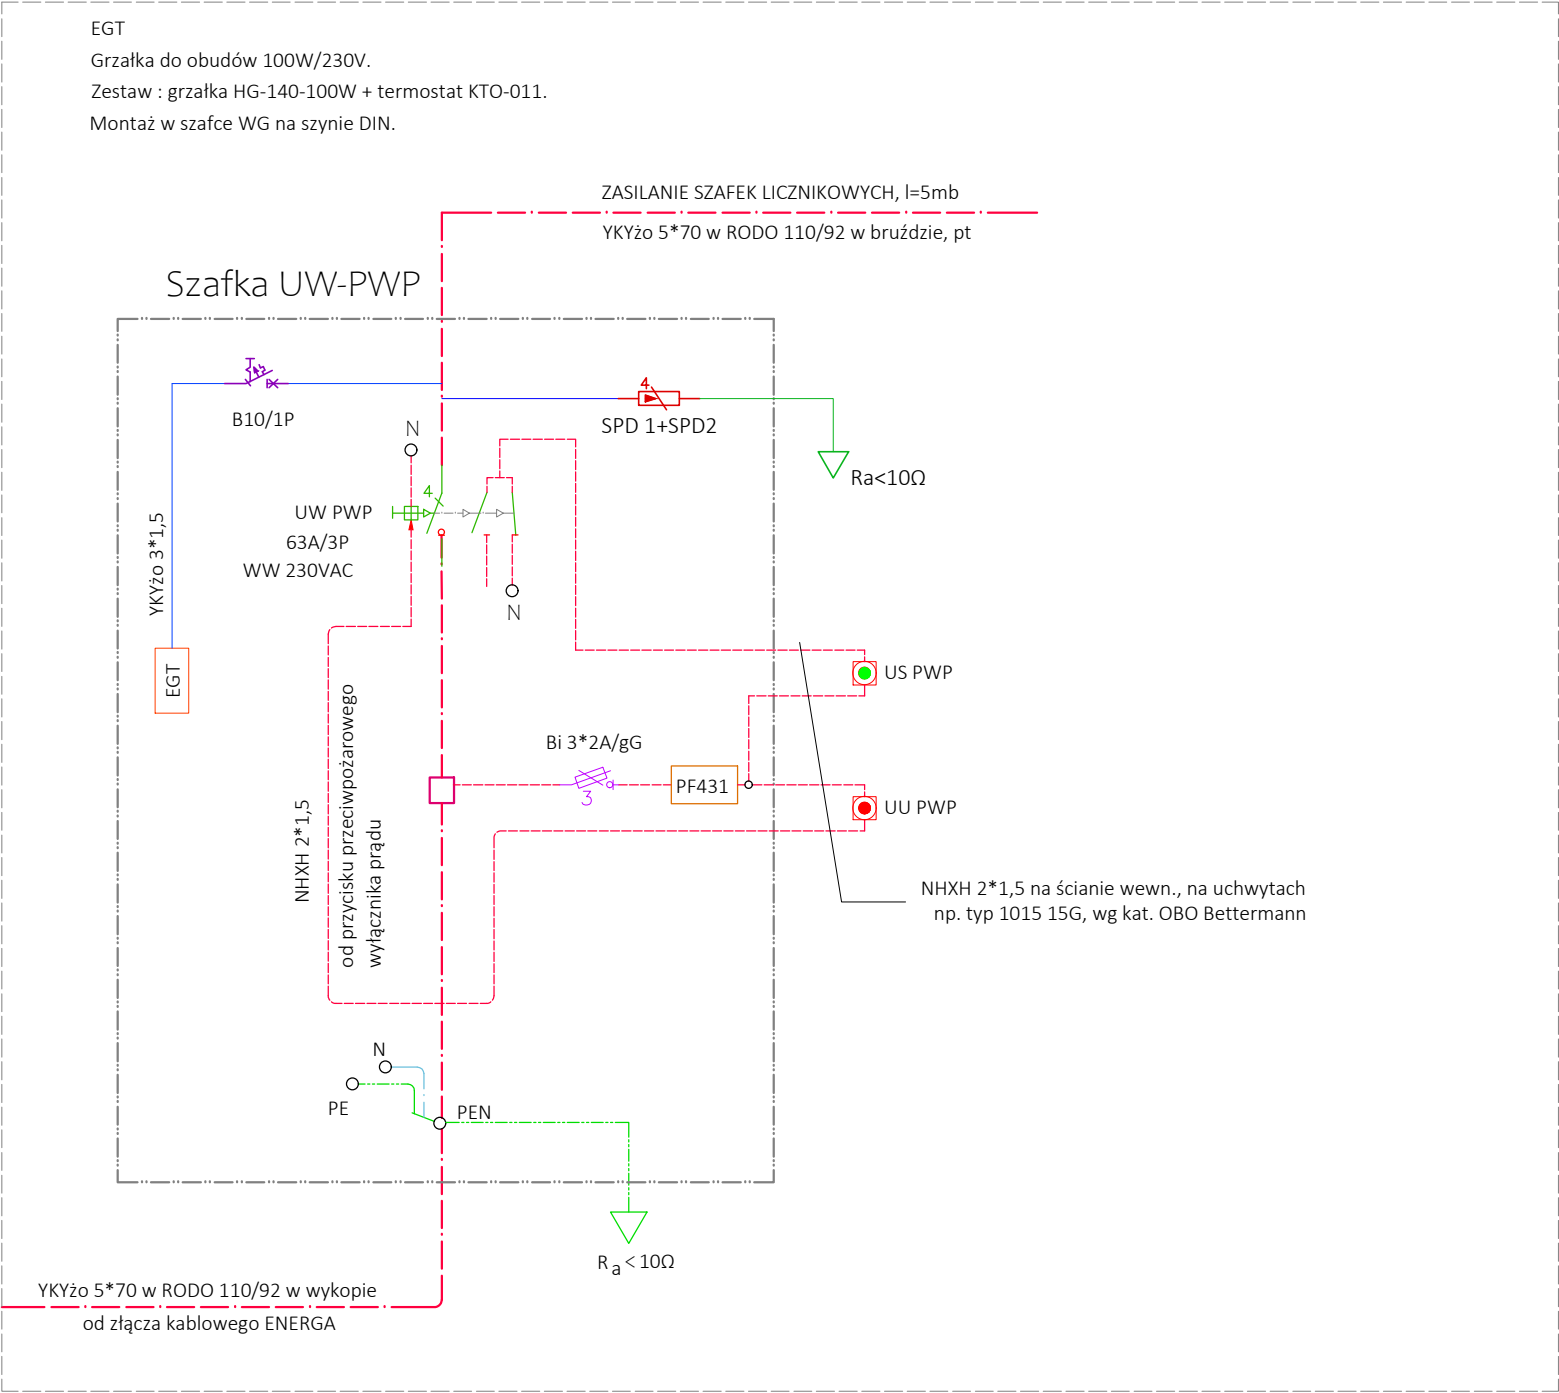 EGT
Grzałka do obudów 100W/230V.
Zestaw : grzałka HG-140-100W + termostat KTO-011.
Montaż w szafce WG na szynie DIN.
ZASILANIE SZAFEK LICZNIKOWYCH, l=5mb
YKYżo 5*70 w RODO 110/92 w bruździe, pt
Szafka UW-PWP
B10/1P
4
SPD 1+SPD2
N
Ra<10Ω
4
UW PWP
63A/3P
WW 230VAC
YKYżo 3*1,5
N
EGT
US PWP
Bi 3*2A/gG
3
PF431
UU PWP
NHXH 2*1,5
od przycisku przeciwpożarowego
wyłącznika prądu
NHXH 2*1,5 na ścianie wewn., na uchwytach
np. typ 1015 15G, wg kat. OBO Bettermann
N
PE
PEN
Ra<10Ω
YKYżo 5*70 w RODO 110/92 w wykopie
od złącza kablowego ENERGA